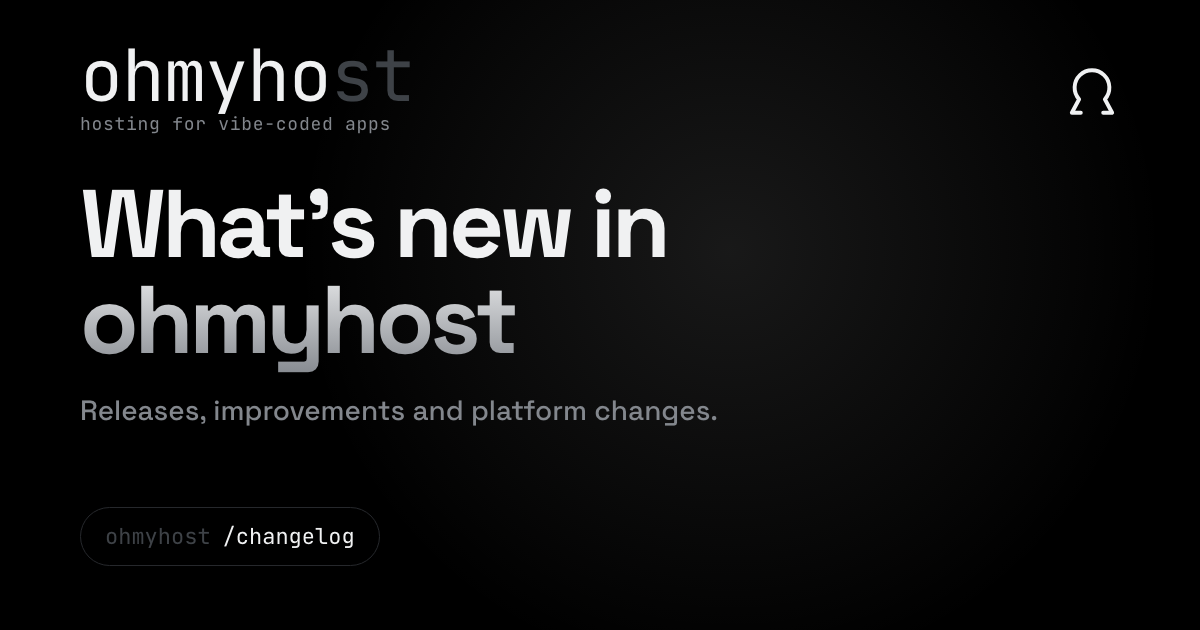 ohmyhost
hosting for vibe-coded apps
What’s new in
ohmyhost
Releases, improvements and platform changes.
ohmyhost /changelog